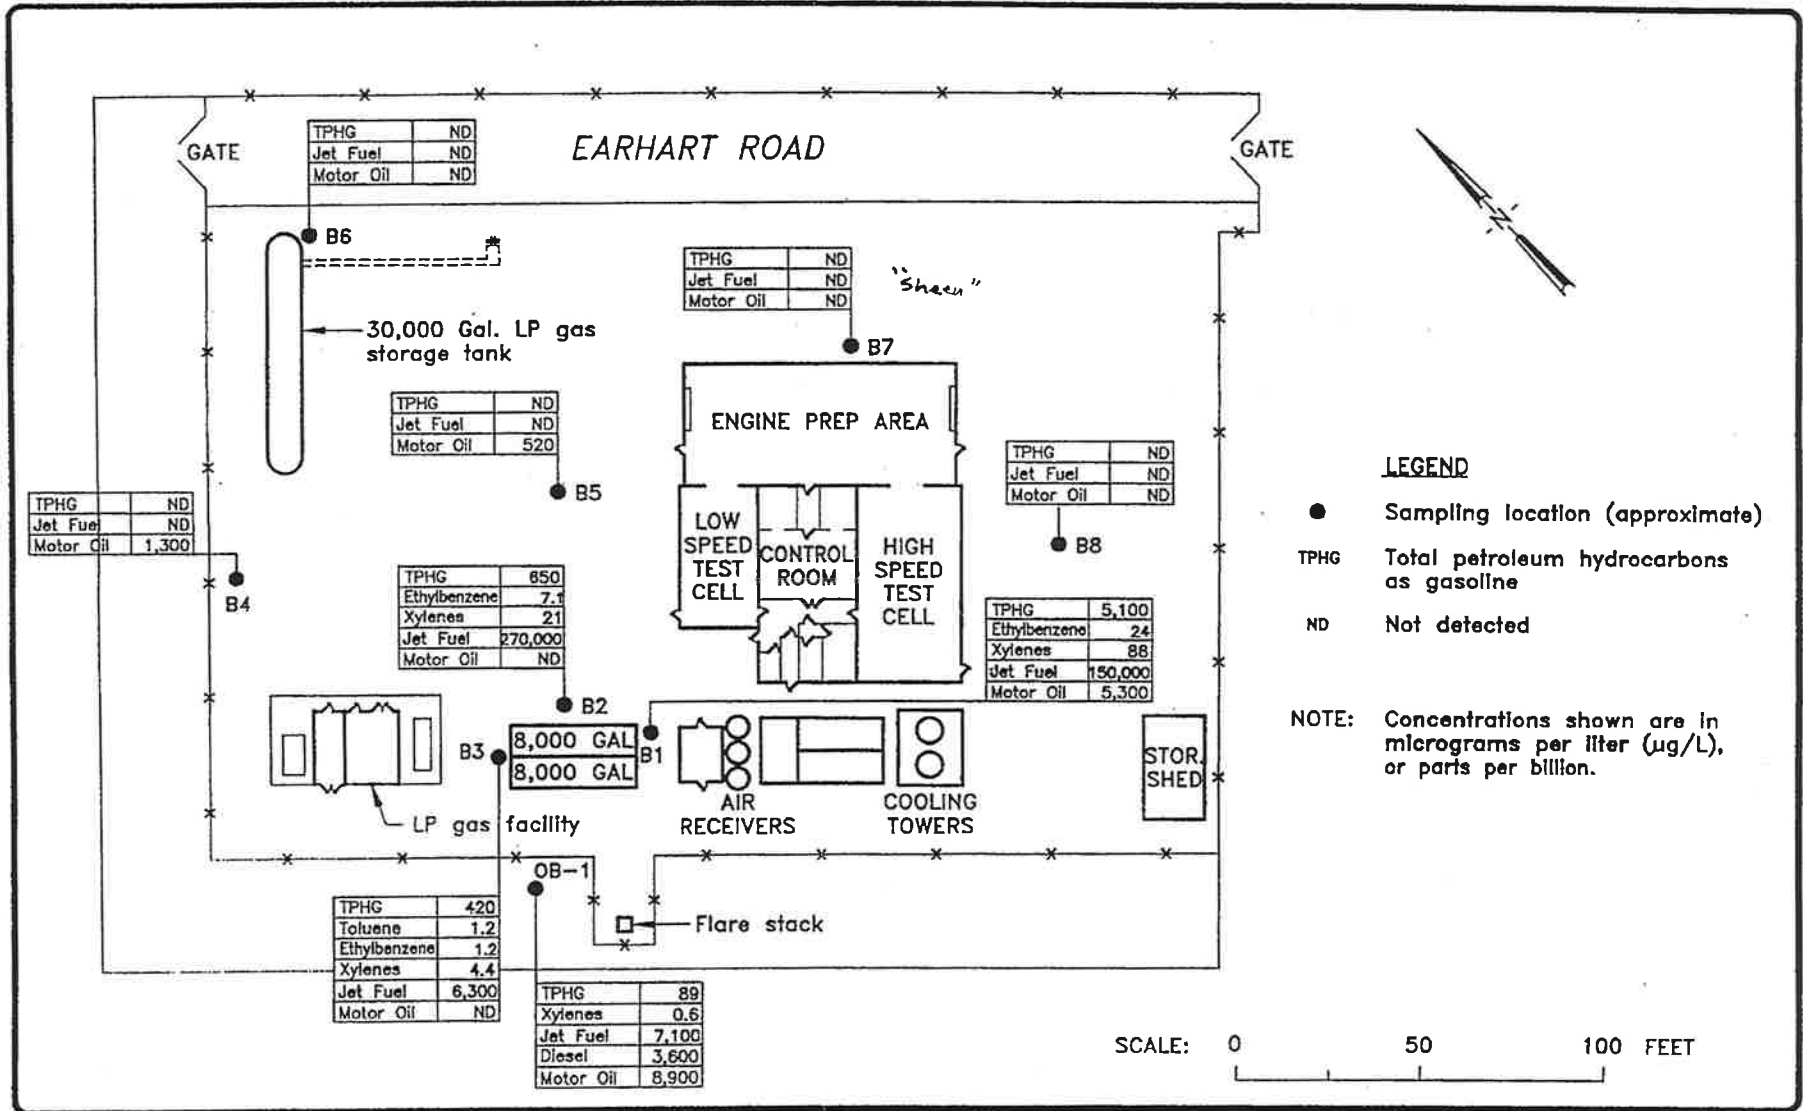 GATE
TPHG ND
Jet Fuel ND
Motor Oil ND
EARHART ROAD
GATE
N
B6
TPHG ND
Jet Fuel ND
Motor Oil ND
"Sheen"
30,000 Gal. LP gas
storage tank
B7
TPHG ND
Jet Fuel ND
Motor Oil 520
ENGINE PREP AREA
TPHG ND
Jet Fuel ND
Motor Oil ND
B5
TPHG ND
Jet Fuel ND
Motor Oil 1,300
LOW
SPEED
TEST
CELL
CONTROL
ROOM
HIGH
SPEED
TEST
CELL
B8
B4
TPHG 650
Ethylbenzene 7.1
Xylenes 21
Jet Fuel 270,000
Motor Oil ND
TPHG 5,100
Ethylbenzene 24
Xylenes 88
Jet Fuel 150,000
Motor Oil 5,300
B2
B3
8,000 GAL
8,000 GAL
B1
STOR.
SHED
AIR
RECEIVERS
COOLING
TOWERS
LP gas facility
OB-1
Flare stack
TPHG 420
Toluene 1.2
Ethylbenzene 1.2
Xylenes 4.4
Jet Fuel 6,300
Motor Oil ND
TPHG 89
Xylenes 0.6
Jet Fuel 7,100
Diesel 3,600
Motor Oil 8,900
LEGEND
Sampling location (approximate)
TPHG Total petroleum hydrocarbons
as gasoline
ND Not detected
NOTE: Concentrations shown are in
micrograms per liter (µg/L),
or parts per billion.
SCALE: 0 50 100 FEET